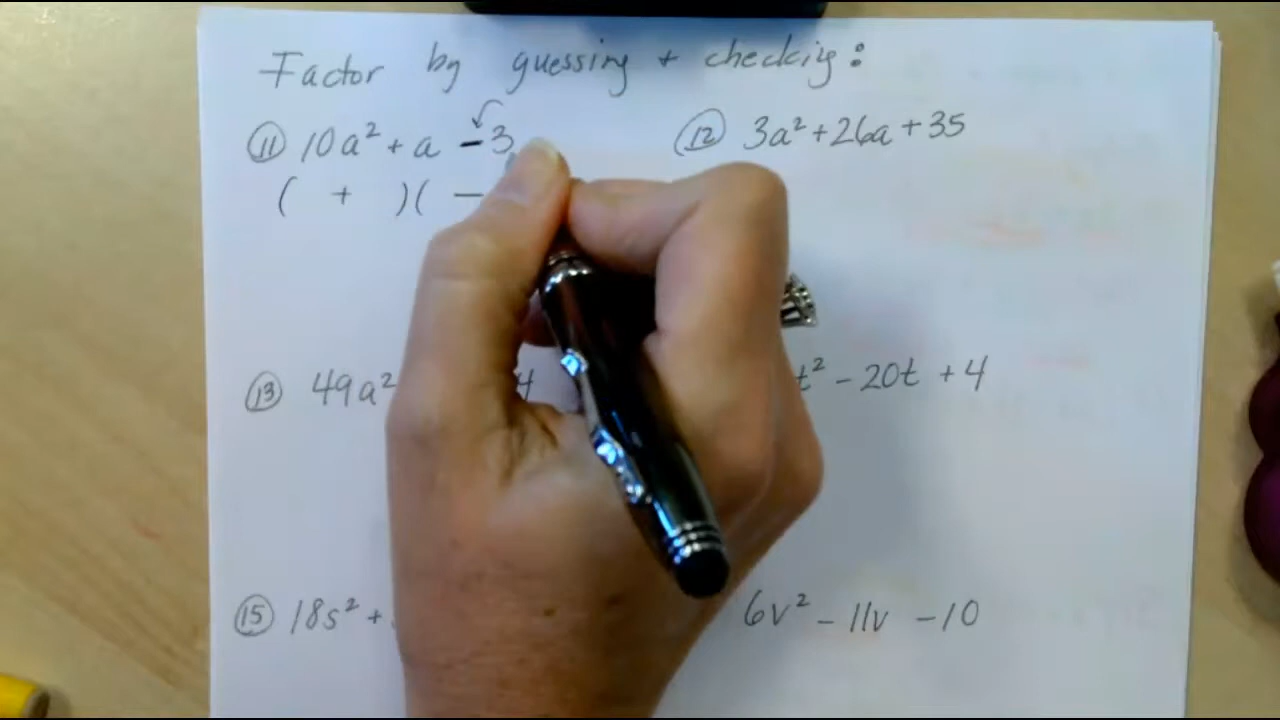 Factor by guessing + checking:
⑪ 10a² + a - 3
⑫ 3a² + 26a + 35
( + )( -
⑬ 49a² 4
t² - 20t + 4
⑮ 18s² +
6v² - 11v - 10